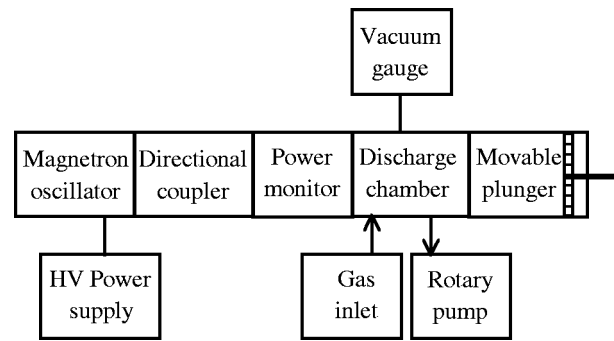 Vacuum
gauge
Magnetron
oscillator
Directional
coupler
Power
monitor
Discharge
chamber
Movable
plunger
HV Power
supply
Gas
inlet
Rotary
pump